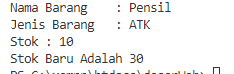 Nama Barang    : Pensil
Jenis Barang   : ATK
Stok : 10
Stok Baru Adalah 30